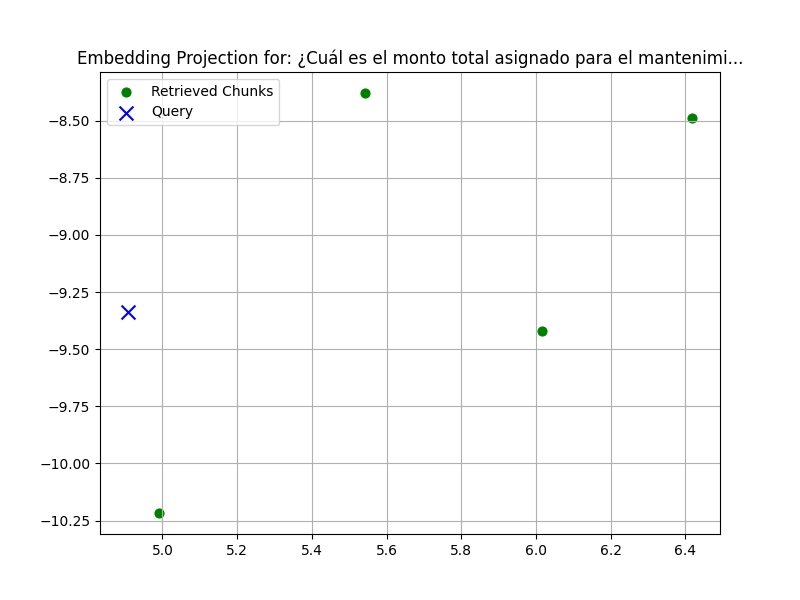 Embedding Projection for: ¿Cuál es el monto total asignado para el mantenimi...
Retrieved Chunks
Query
−8.50
−8.75
−9.00
−9.25
−9.50
−9.75
−10.00
−10.25
5.0 5.2 5.4 5.6 5.8 6.0 6.2 6.4